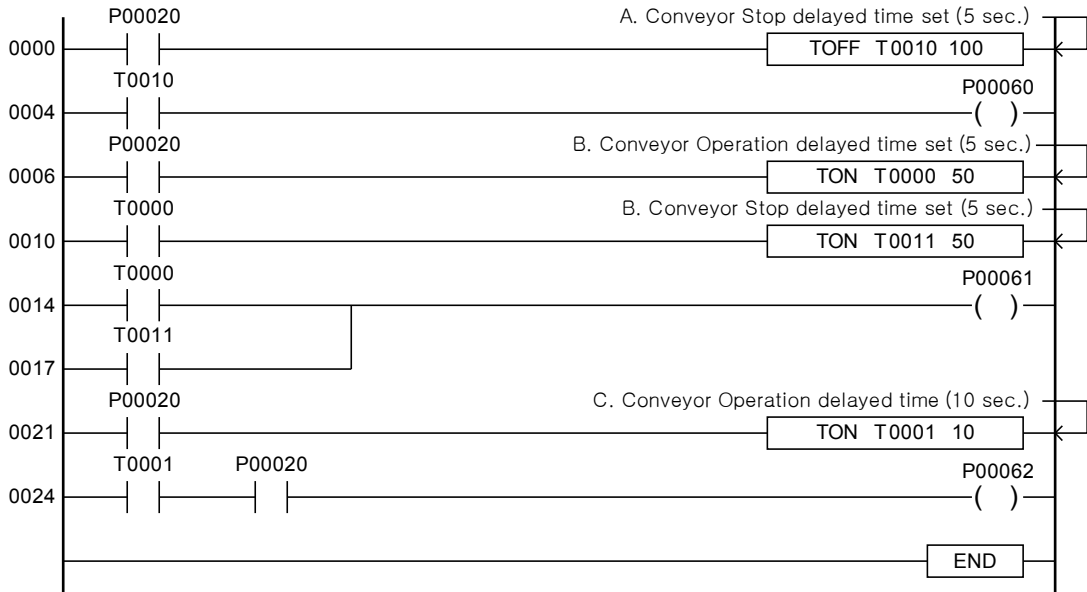 P00020
A. Conveyor Stop delayed time set (5 sec.)
0000
TOFF T0010 100
T0010
P00060
0004
( )
P00020
B. Conveyor Operation delayed time set (5 sec.)
0006
TON T0000 50
T0000
B. Conveyor Stop delayed time set (5 sec.)
0010
TON T0011 50
T0000
P00061
0014
( )
T0011
0017
P00020
C. Conveyor Operation delayed time (10 sec.)
0021
TON T0001 10
T0001 P00020
P00062
0024
( )
END